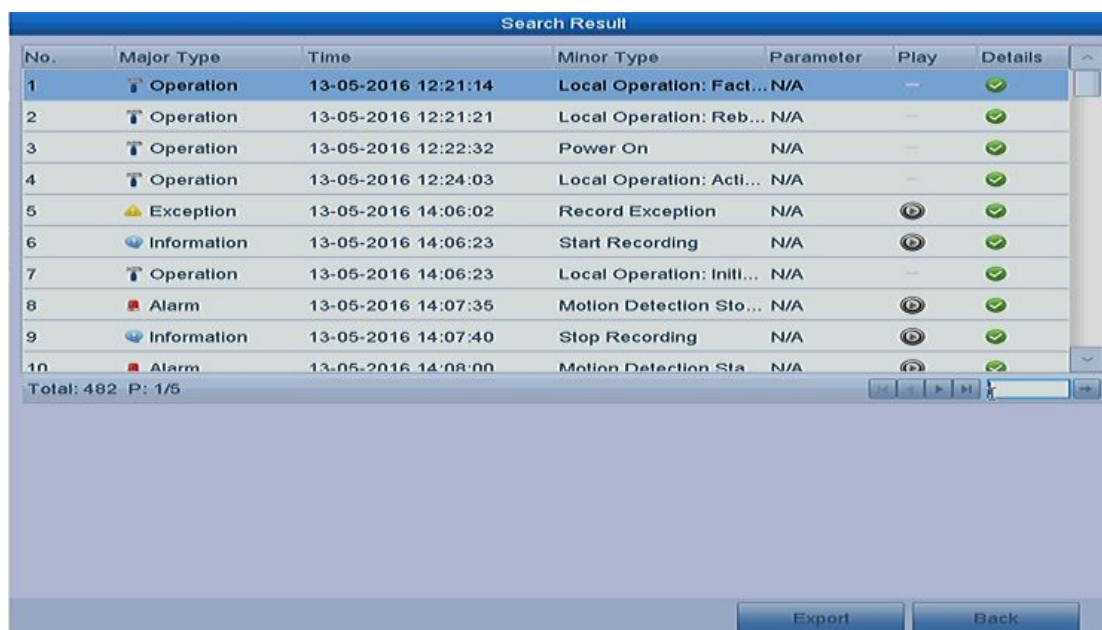 Search Result
No. Major Type Time Minor Type Parameter Play Details
1 Operation 13-05-2016 12:21:14 Local Operation: Fact... N/A
2 Operation 13-05-2016 12:21:21 Local Operation: Reb... N/A
3 Operation 13-05-2016 12:22:32 Power On N/A
4 Operation 13-05-2016 12:24:03 Local Operation: Acti... N/A
5 Exception 13-05-2016 14:06:02 Record Exception N/A
6 Information 13-05-2016 14:06:23 Start Recording N/A
7 Operation 13-05-2016 14:06:23 Local Operation: Initi... N/A
8 Alarm 13-05-2016 14:07:35 Motion Detection Sto... N/A
9 Information 13-05-2016 14:07:40 Stop Recording N/A
10 Alarm 13-05-2016 14:08:00 Motion Detection Sta N/A
Total: 482 P: 1/5
Export Back